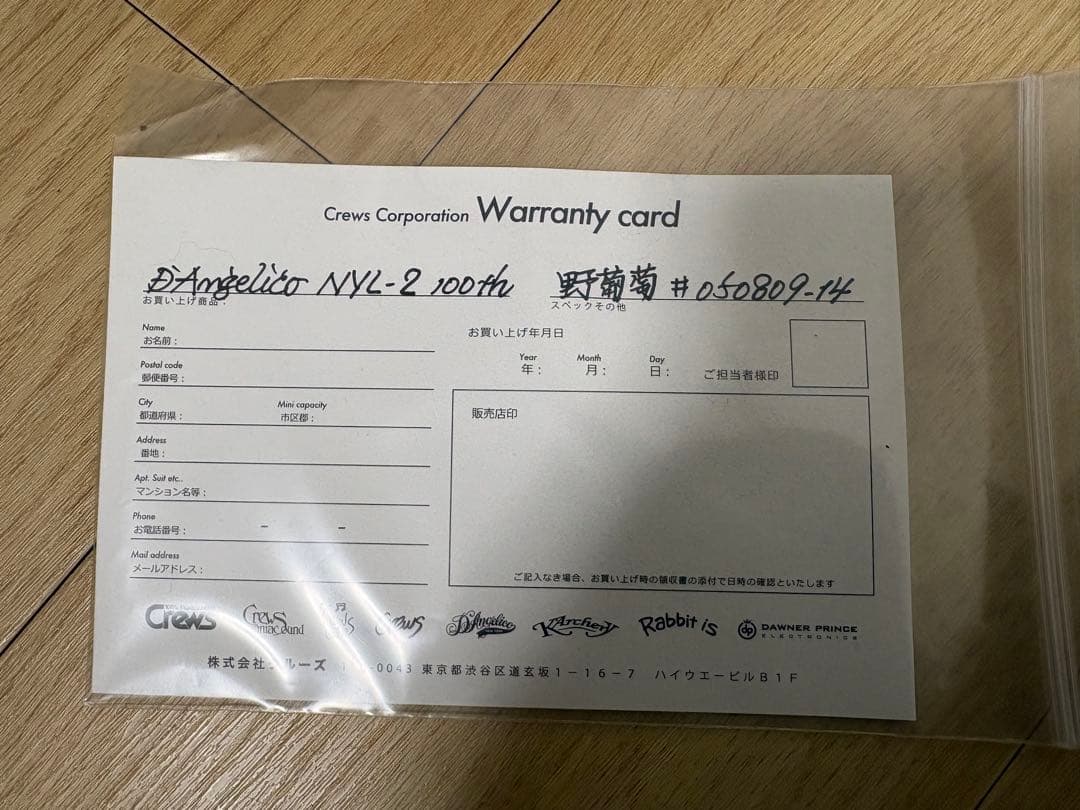 Crews Corporation Warranty card
D'Angelico NYL-2 100th 野葡萄 #050809-14
お買い上げ商品： スペックその他
Name
お名前：
Postal code
郵便番号：
City Mini capacity
都道府県： 市区郡：
Address
番地：
Apt. Suit etc..
マンション名等：
Phone
お電話番号： - -
Mail address
メールアドレス：
お買い上げ年月日
Year Month Day
年： 月： 日： ご担当者様印
販売店印
ご記入なき場合、お買い上げ時の領収書の添付で日時の確認といたします
Crews Crews D'Angelico K.Archery Rabbit is dp DAWNER PRINCE
ELECTRONICS
株式会社 ルーズ -0043 東京都渋谷区道玄坂1－16－7 ハイウエービルB1F